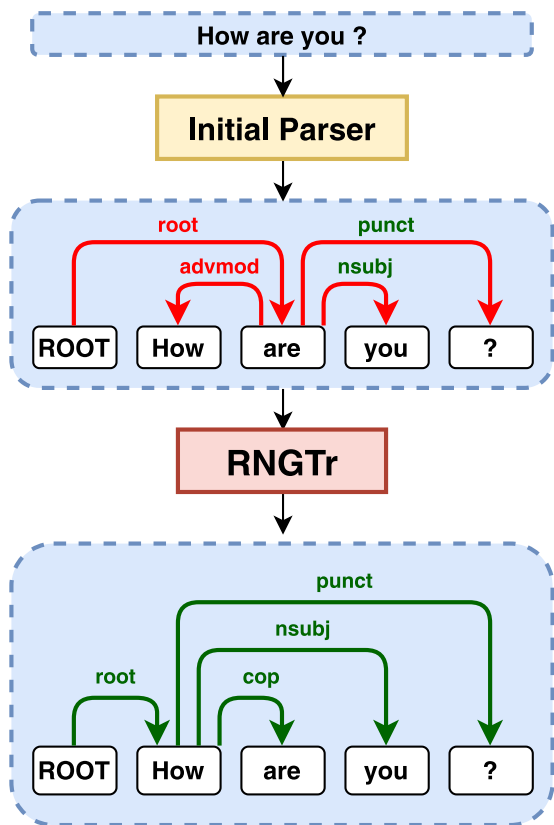 How are you ?
Initial Parser
root punct
advmod nsubj
ROOT How are you ?
RNGTr
punct
nsubj
root cop
ROOT How are you ?